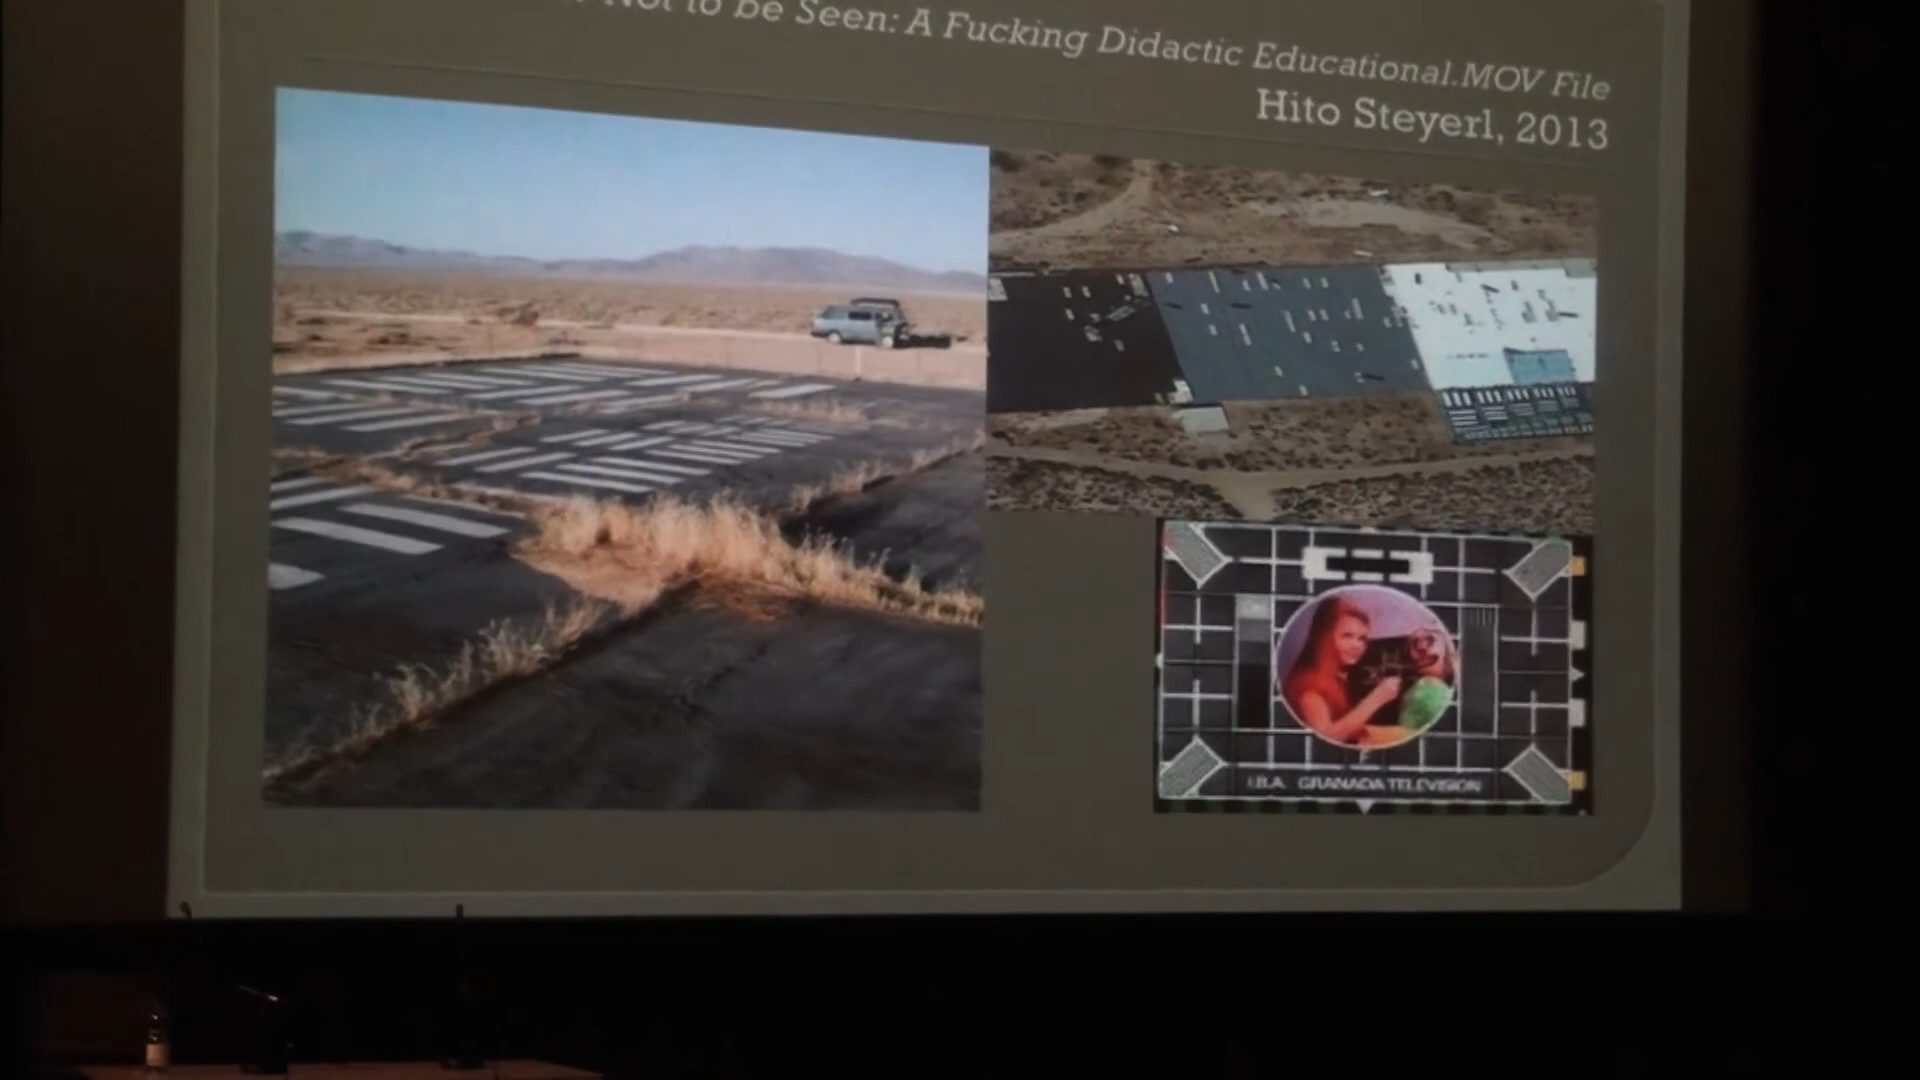 Not to be Seen: A Fucking Didactic Educational.MOV File
Hito Steyerl, 2013
I.B.A. GRANADA TELEVISION